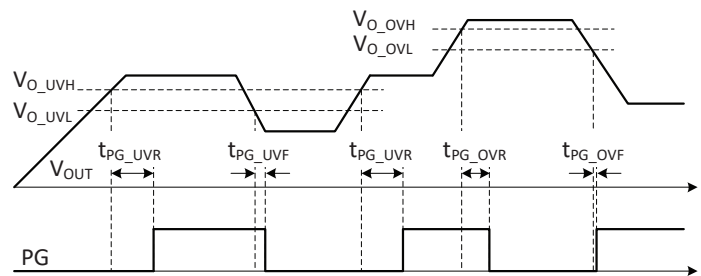 V_O_OVH
V_O_OVL
V_O_UVH
V_O_UVL
t_PG_UVR t_PG_UVF t_PG_UVR t_PG_OVR t_PG_OVF
V_OUT
PG